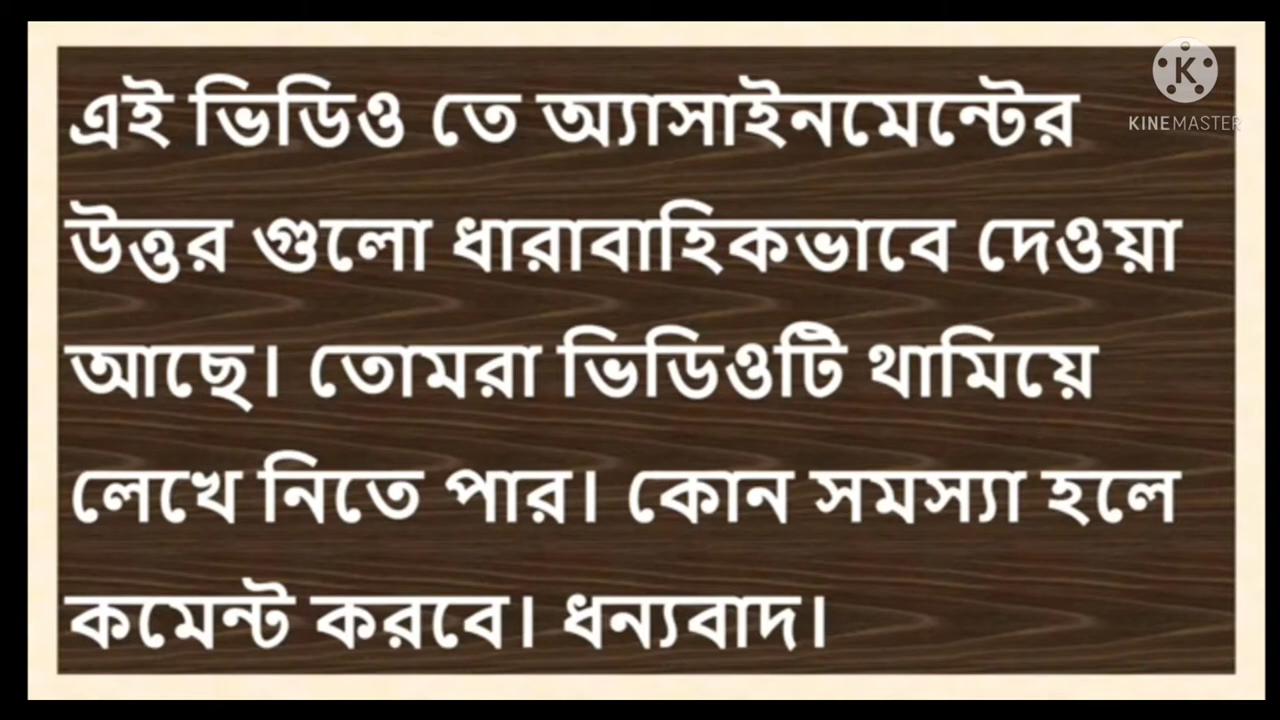 এই ভিডিও তে অ্যাসাইনমেন্টের
উত্তর গুলো ধারাবাহিকভাবে দেওয়া
আছে। তোমরা ভিডিওটি থামিয়ে
লেখে নিতে পার। কোন সমস্যা হলে
কমেন্ট করবে। ধন্যবাদ।
K
KINEMASTER